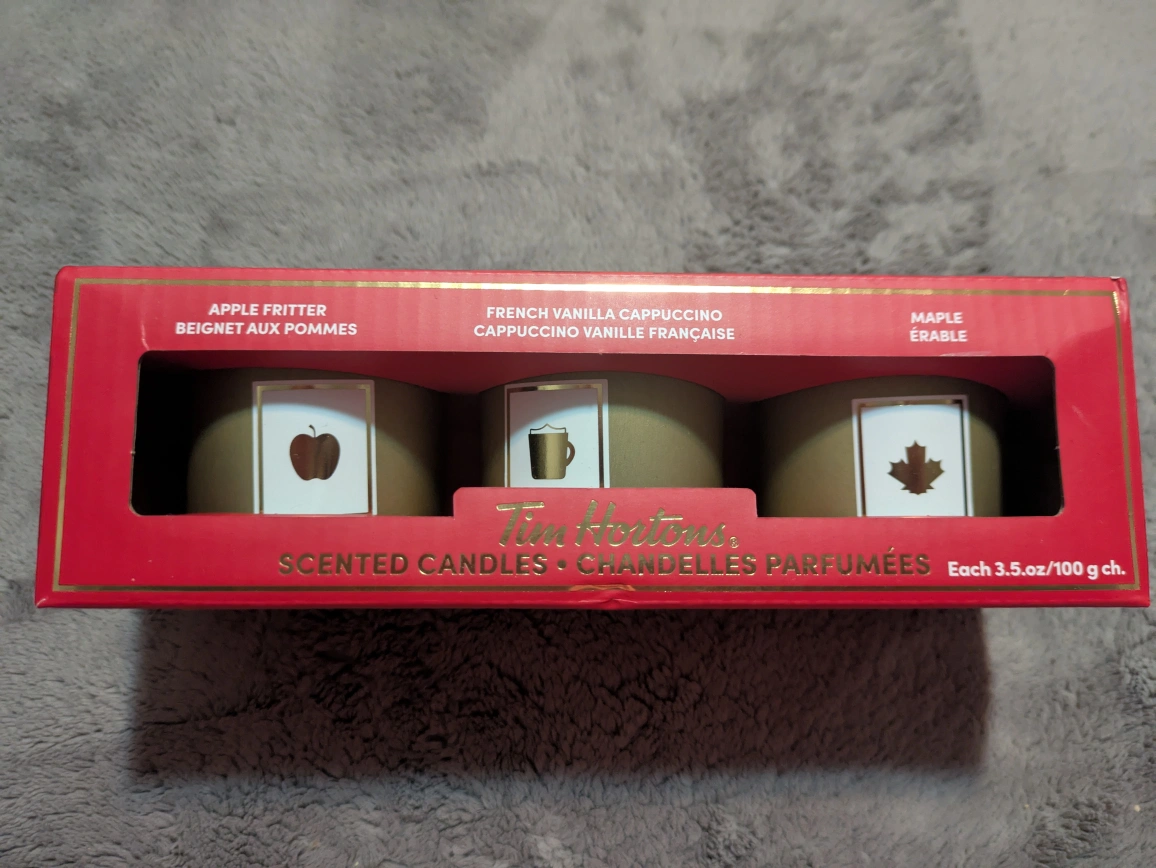 APPLE FRITTER
BEIGNET AUX POMMES
FRENCH VANILLA CAPPUCCINO
CAPPUCCINO VANILLE FRANÇAISE
MAPLE
ÉRABLE
Tim Hortons®
SCENTED CANDLES • CHANDELLES PARFUMÉES
Each 3.5.oz/100 g ch.